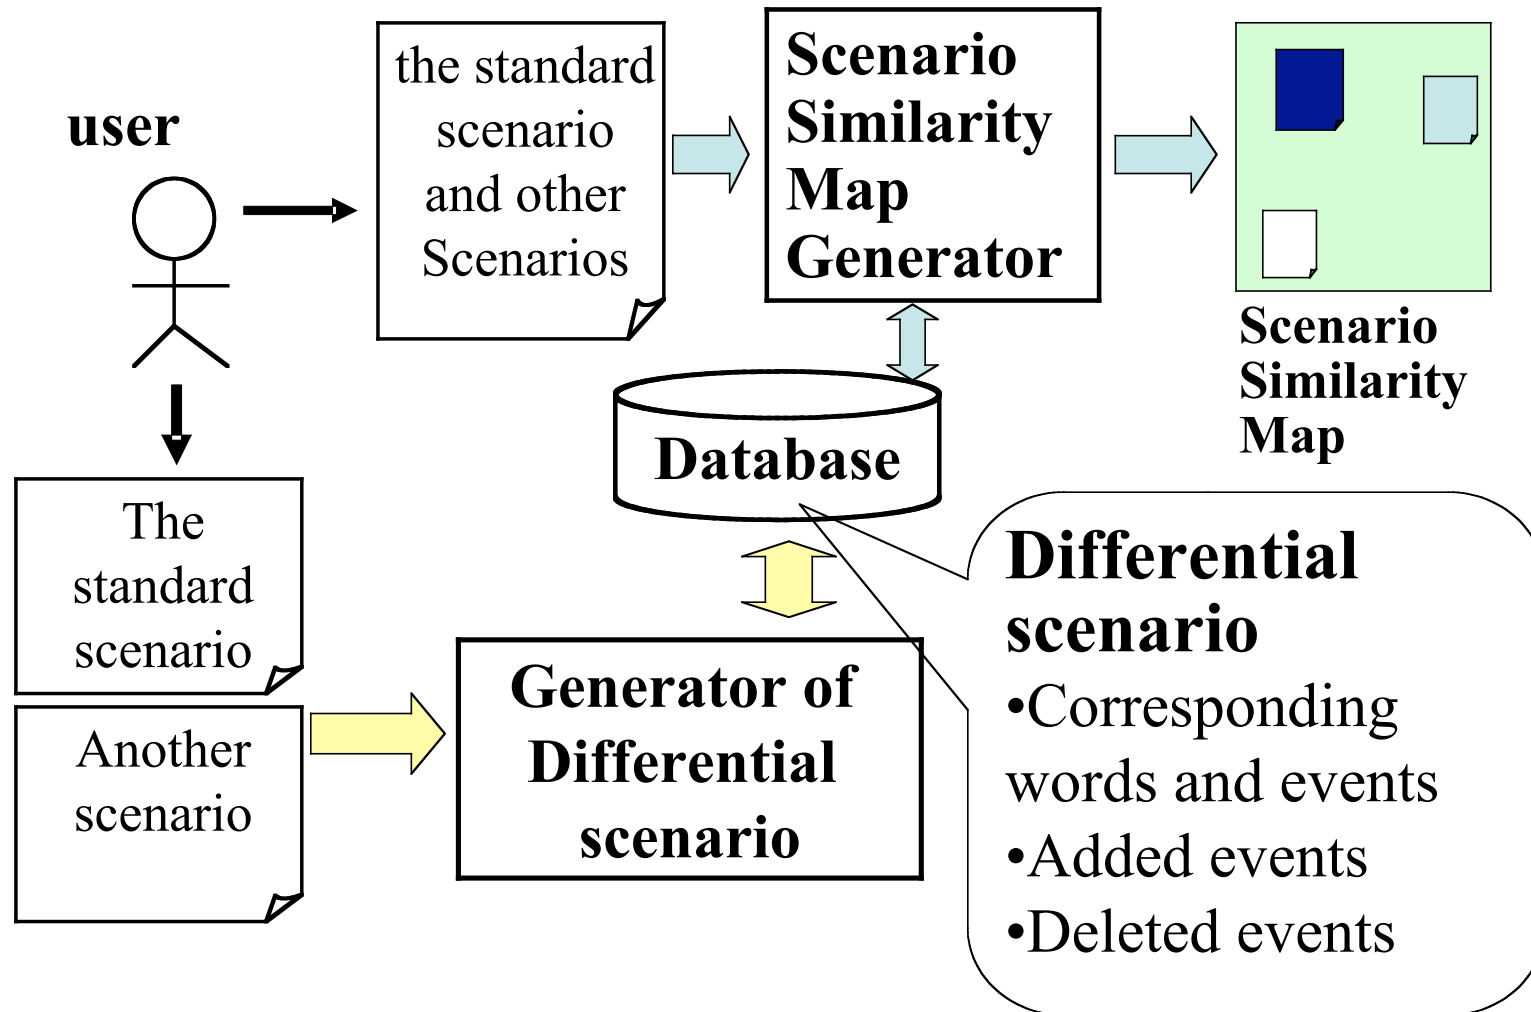 user
the standard
scenario
and other
Scenarios
Scenario
Similarity
Map
Generator
Scenario
Similarity
Map
Database
The
standard
scenario
Another
scenario
Generator of
Differential
scenario
Differential
scenario
•Corresponding
words and events
•Added events
•Deleted events